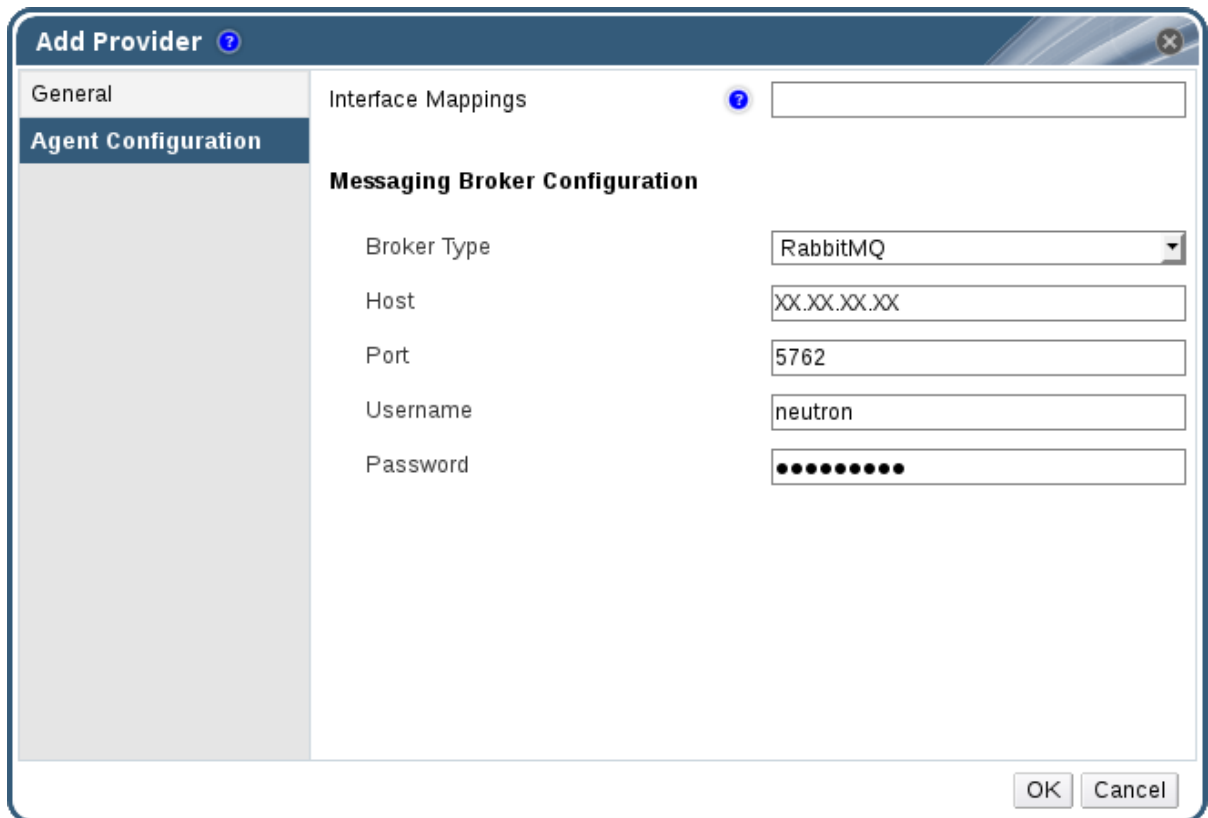 Add Provider ?
General
Agent Configuration
Interface Mappings ?
Messaging Broker Configuration
Broker Type RabbitMQ
Host XX.XX.XX.XX
Port 5762
Username neutron
Password ●●●●●●●●●
OK Cancel